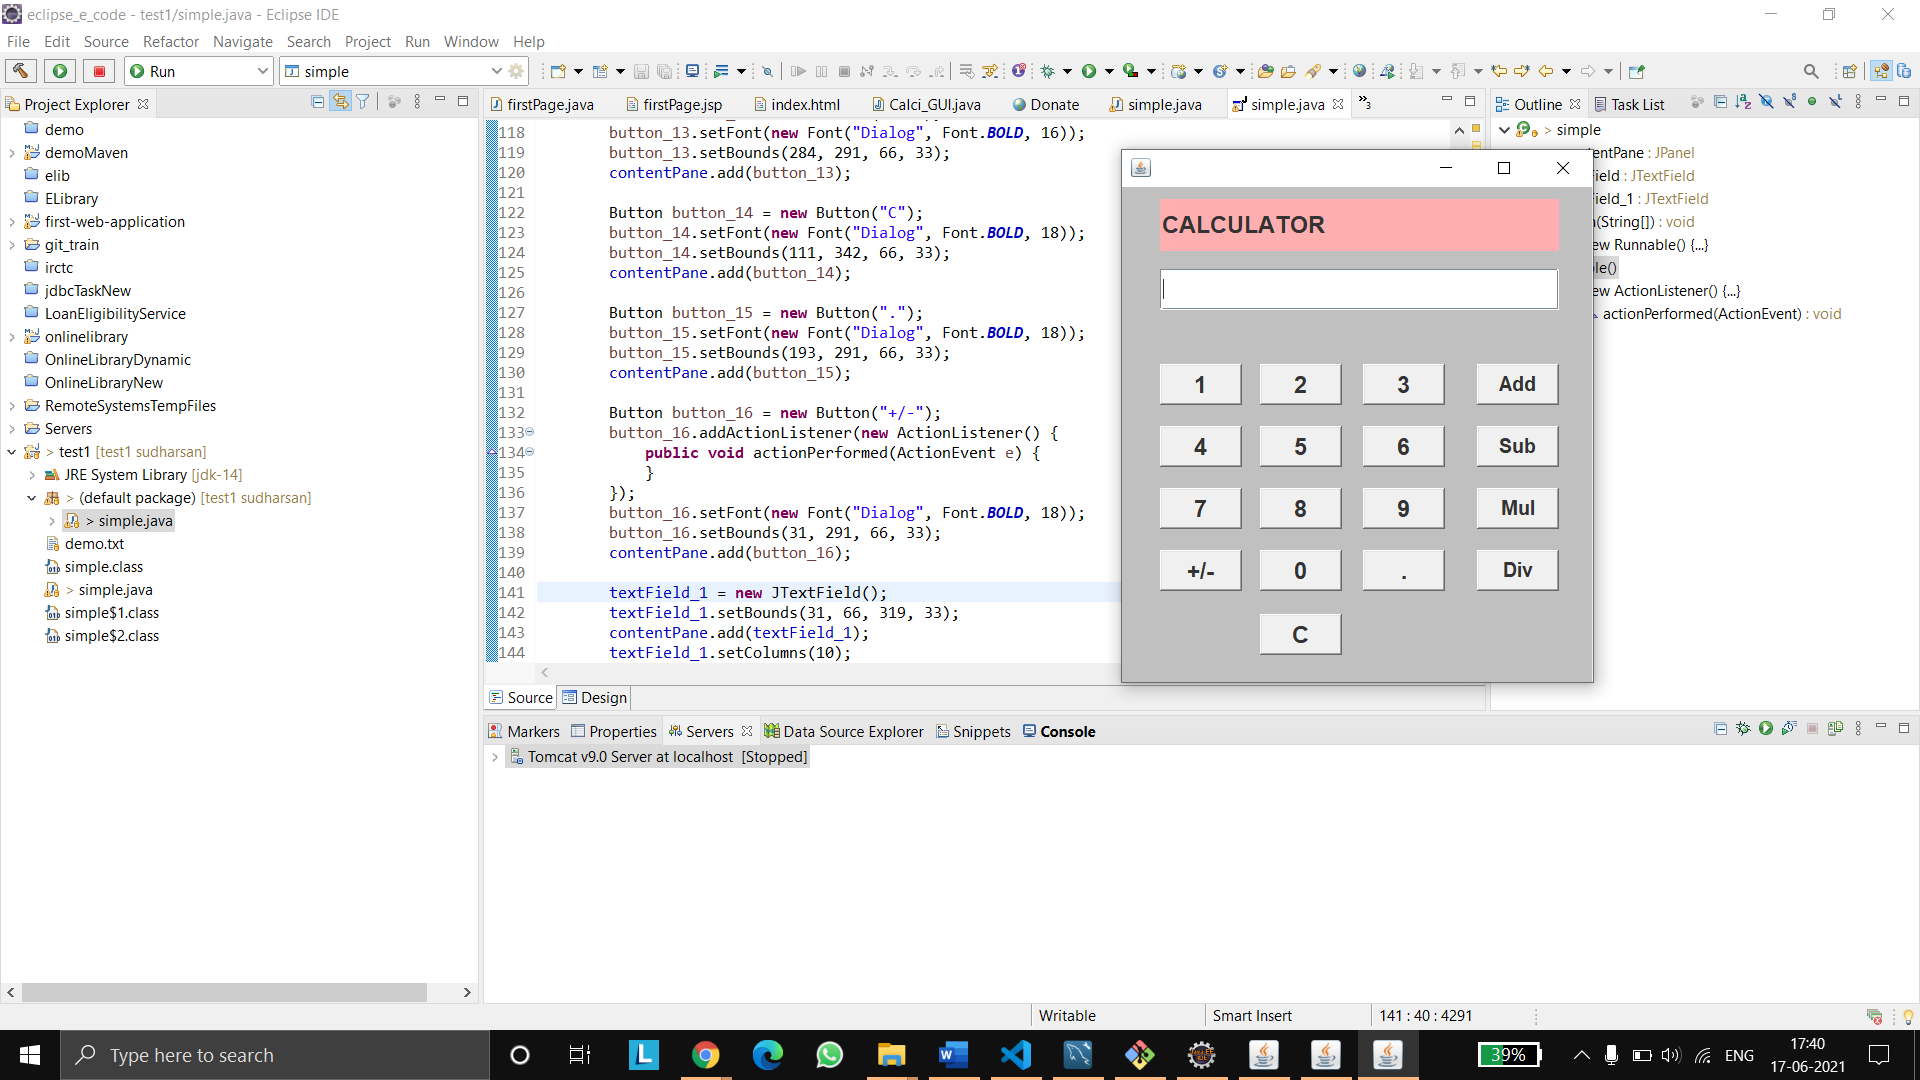 eclipse_e_code - test1/simple.java - Eclipse IDE
File Edit Source Refactor Navigate Search Project Run Window Help
Run
simple
Project Explorer
demo
demoMaven
elib
ELibrary
first-web-application
git_train
irctc
jdbcTaskNew
LoanEligibilityService
onlinelibrary
OnlineLibraryDynamic
OnlineLibraryNew
RemoteSystemsTempFiles
Servers
> test1 [test1 sudharsan]
JRE System Library [jdk-14]
> (default package) [test1 sudharsan]
> simple.java
demo.txt
simple.class
> simple.java
simple$1.class
simple$2.class
firstPage.java firstPage.jsp index.html Calci_GUI.java Donate simple.java simple.java »3
118 button_13.setFont(new Font("Dialog", Font.BOLD, 16));
119 button_13.setBounds(284, 291, 66, 33);
120 contentPane.add(button_13);
121
122 Button button_14 = new Button("C");
123 button_14.setFont(new Font("Dialog", Font.BOLD, 18));
124 button_14.setBounds(111, 342, 66, 33);
125 contentPane.add(button_14);
126
127 Button button_15 = new Button(".");
128 button_15.setFont(new Font("Dialog", Font.BOLD, 18));
129 button_15.setBounds(193, 291, 66, 33);
130 contentPane.add(button_15);
131
132 Button button_16 = new Button("+/-");
133 button_16.addActionListener(new ActionListener() {
134 public void actionPerformed(ActionEvent e) {
135 }
136 });
137 button_16.setFont(new Font("Dialog", Font.BOLD, 18));
138 button_16.setBounds(31, 291, 66, 33);
139 contentPane.add(button_16);
140
141 textField_1 = new JTextField();
142 textField_1.setBounds(31, 66, 319, 33);
143 contentPane.add(textField_1);
144 textField_1.setColumns(10);
Source Design
CALCULATOR
1 2 3 Add
4 5 6 Sub
7 8 9 Mul
+/- 0 . Div
C
Outline Task List
> simple
entPane : JPanel
ield : JTextField
ield_1 : JTextField
(String[]) : void
ew Runnable() {...}
le()
ew ActionListener() {...}
actionPerformed(ActionEvent) : void
Markers Properties Servers Data Source Explorer Snippets Console
Tomcat v9.0 Server at localhost [Stopped]
Writable Smart Insert 141 : 40 : 4291
Type here to search
39%
ENG
17:40
17-06-2021